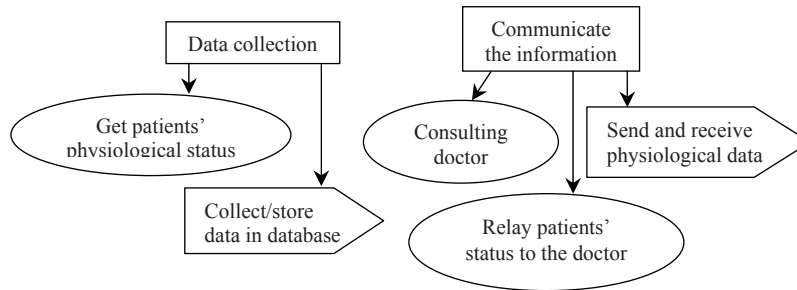 Data collection
Communicate
the information
Get patients'
physiological status
Consulting
doctor
Send and receive
physiological data
Collect/store
data in database
Relay patients'
status to the doctor